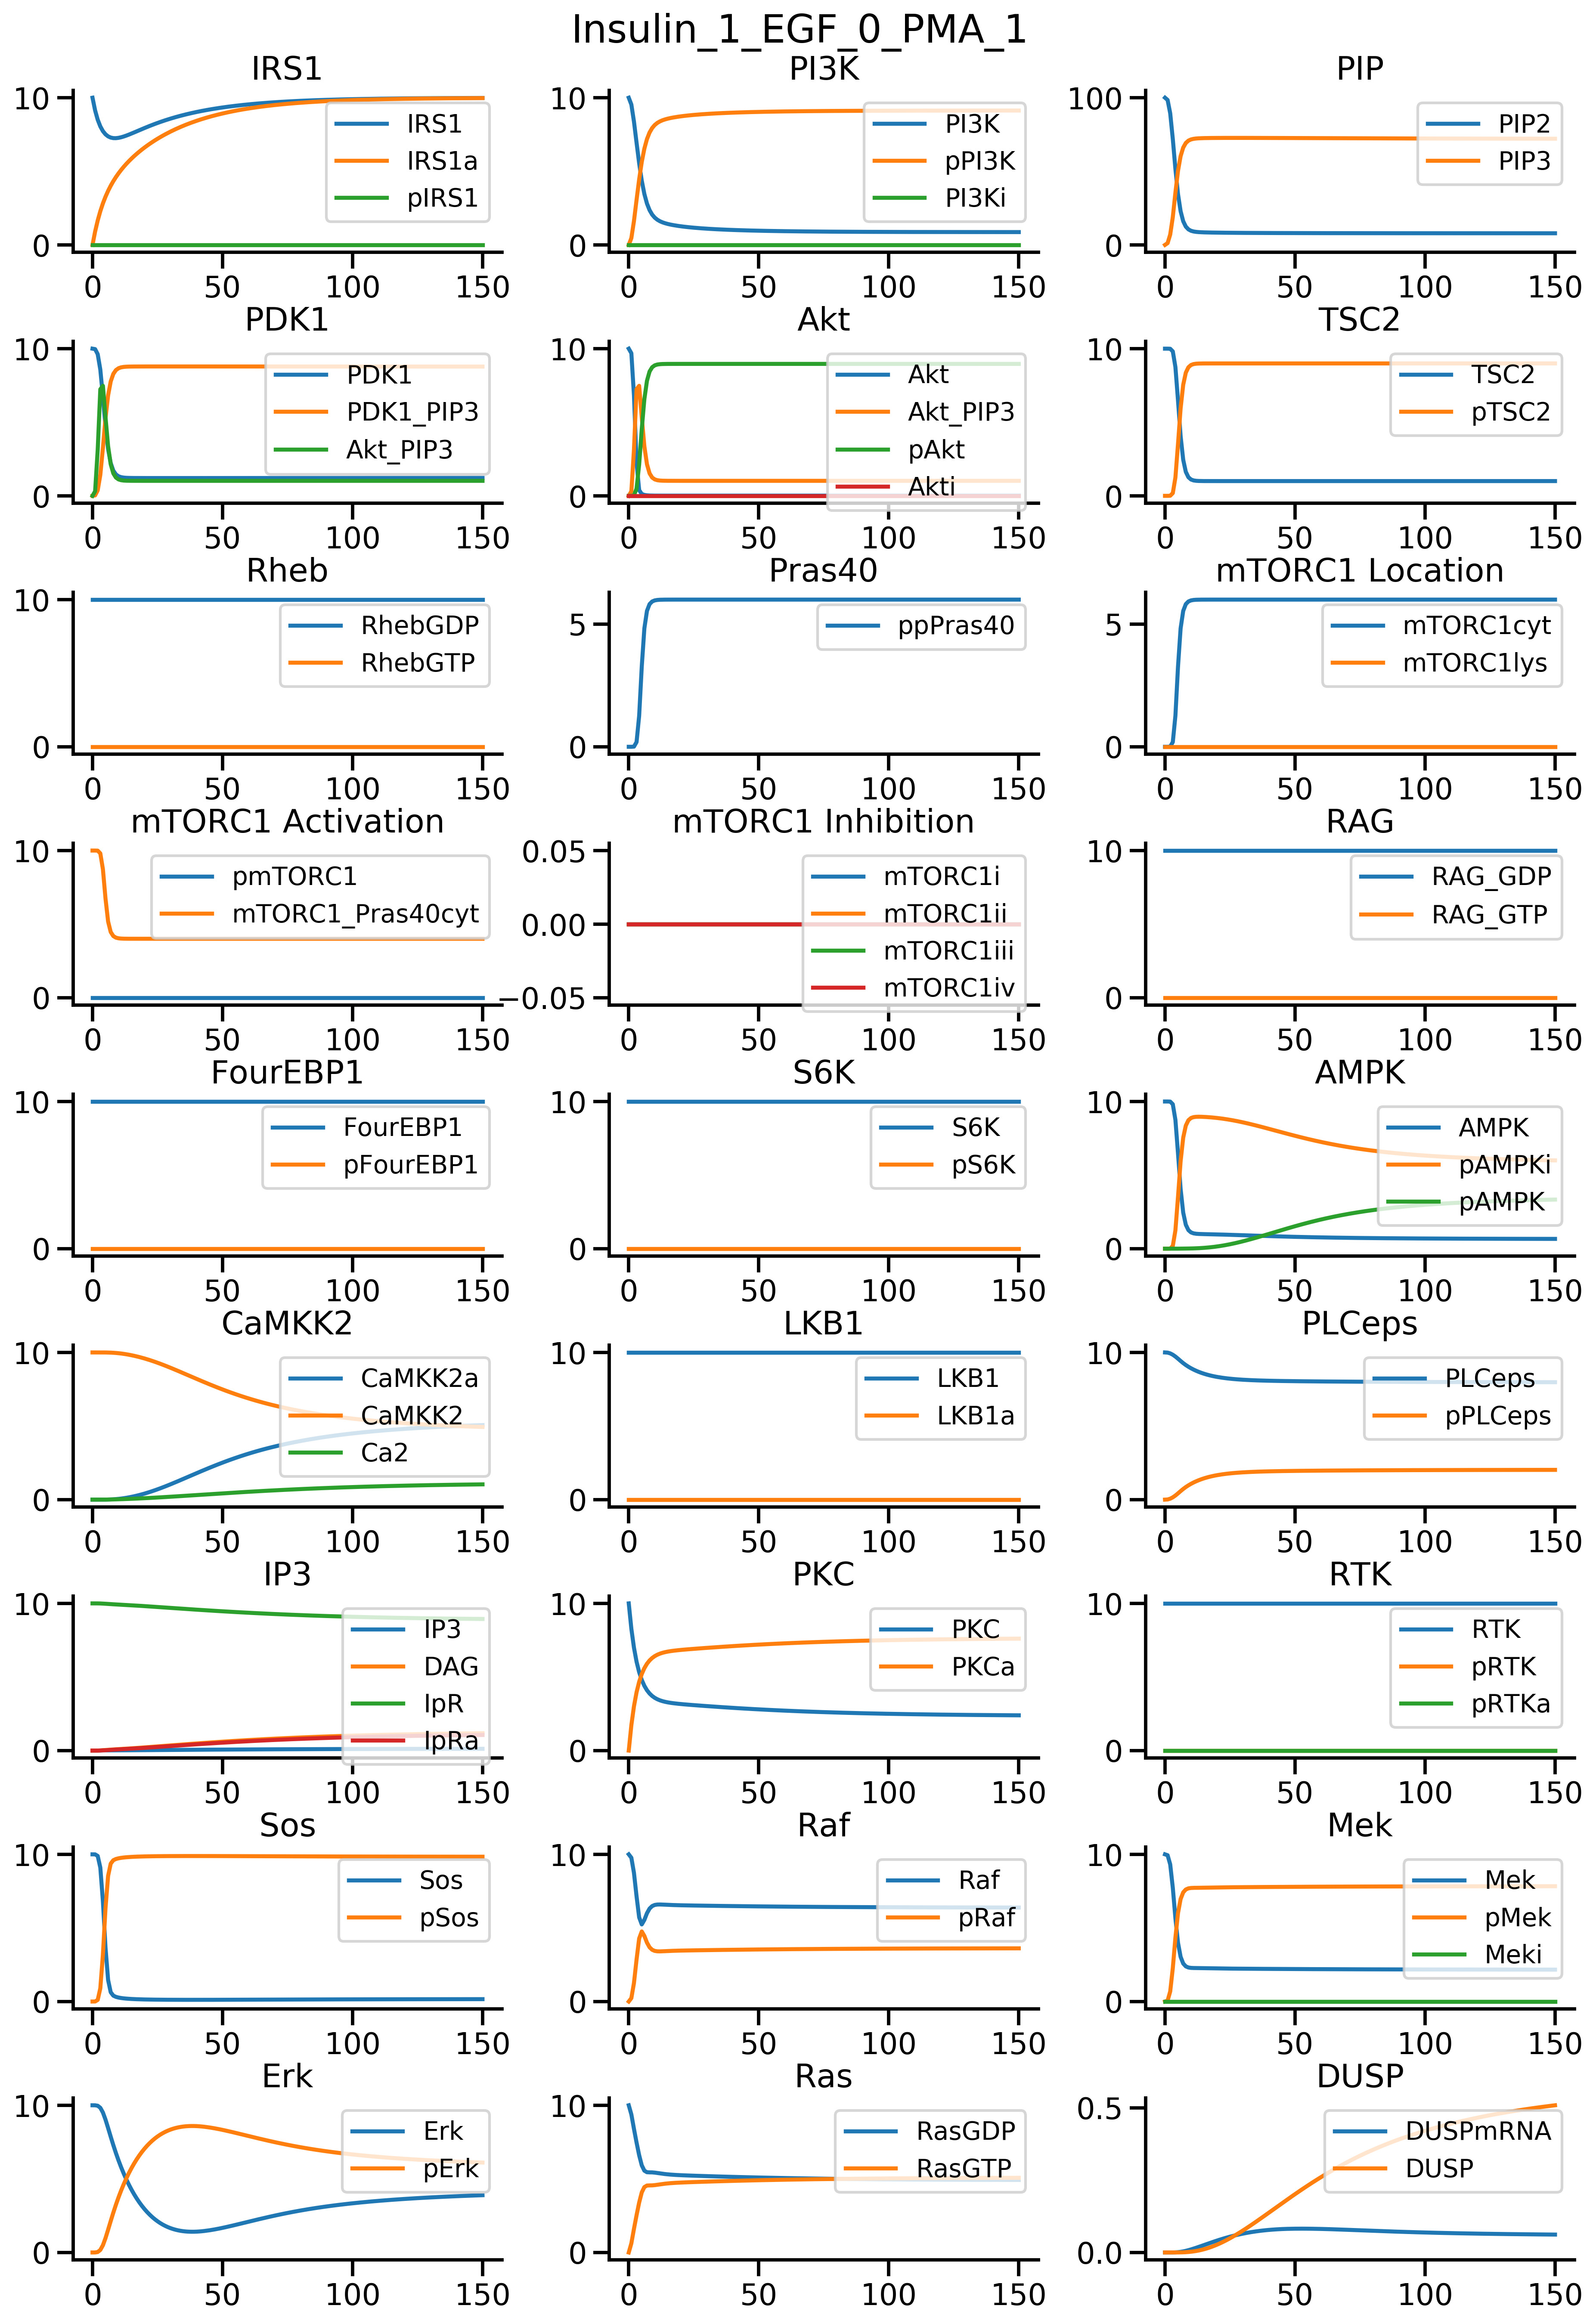 Insulin_1_EGF_0_PMA_1
IRS1
10
0
0 50 100 150
IRS1
IRS1a
pIRS1
PI3K
10
0
0 50 100 150
PI3K
pPI3K
PI3Ki
PIP
100
0
0 50 100 150
PIP2
PIP3
PDK1
10
0
0 50 100 150
PDK1
PDK1_PIP3
Akt_PIP3
Akt
10
0
0 50 100 150
Akt
Akt_PIP3
pAkt
Akti
TSC2
10
0
0 50 100 150
TSC2
pTSC2
Rheb
10
0
0 50 100 150
RhebGDP
RhebGTP
Pras40
5
0
0 50 100 150
ppPras40
mTORC1 Location
5
0
0 50 100 150
mTORC1cyt
mTORC1lys
mTORC1 Activation
10
0
0 50 100 150
pmTORC1
mTORC1_Pras40cyt
mTORC1 Inhibition
0.05
0.00
−0.05
0 50 100 150
mTORC1i
mTORC1ii
mTORC1iii
mTORC1iv
RAG
10
0
0 50 100 150
RAG_GDP
RAG_GTP
FourEBP1
10
0
0 50 100 150
FourEBP1
pFourEBP1
S6K
10
0
0 50 100 150
S6K
pS6K
AMPK
10
0
0 50 100 150
AMPK
pAMPKi
pAMPK
CaMKK2
10
0
0 50 100 150
CaMKK2a
CaMKK2
Ca2
LKB1
10
0
0 50 100 150
LKB1
LKB1a
PLCeps
10
0
0 50 100 150
PLCeps
pPLCeps
IP3
10
0
0 50 100 150
IP3
DAG
IpR
IpRa
PKC
10
0
0 50 100 150
PKC
PKCa
RTK
10
0
0 50 100 150
RTK
pRTK
pRTKa
Sos
10
0
0 50 100 150
Sos
pSos
Raf
10
0
0 50 100 150
Raf
pRaf
Mek
10
0
0 50 100 150
Mek
pMek
Meki
Erk
10
0
0 50 100 150
Erk
pErk
Ras
10
0
0 50 100 150
RasGDP
RasGTP
DUSP
0.5
0.0
0 50 100 150
DUSPmRNA
DUSP